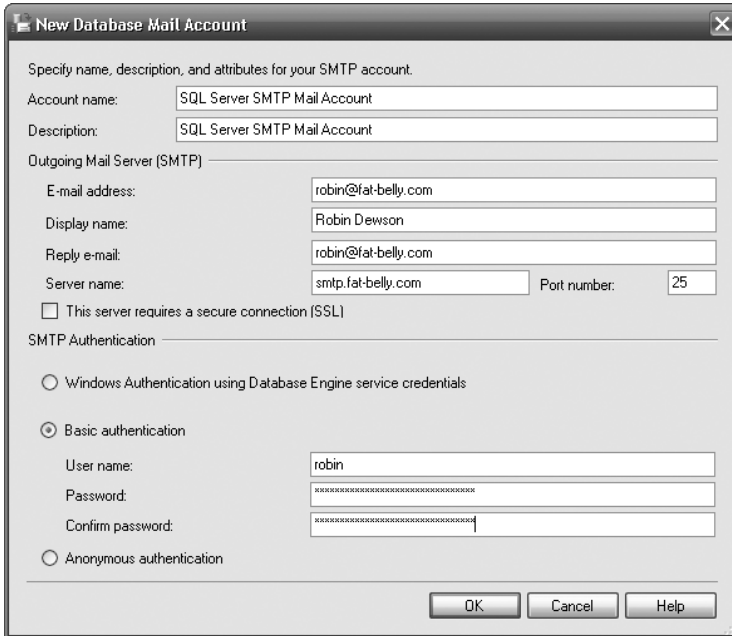 New Database Mail Account
Specify name, description, and attributes for your SMTP account.
Account name: SQL Server SMTP Mail Account
Description: SQL Server SMTP Mail Account
Outgoing Mail Server (SMTP)
E-mail address: robin@fat-belly.com
Display name: Robin Dewson
Reply e-mail: robin@fat-belly.com
Server name: smtp.fat-belly.com Port number: 25
This server requires a secure connection (SSL)
SMTP Authentication
Windows Authentication using Database Engine service credentials
Basic authentication
User name: robin
Password: ********************************
Confirm password: ********************************
Anonymous authentication
OK Cancel Help